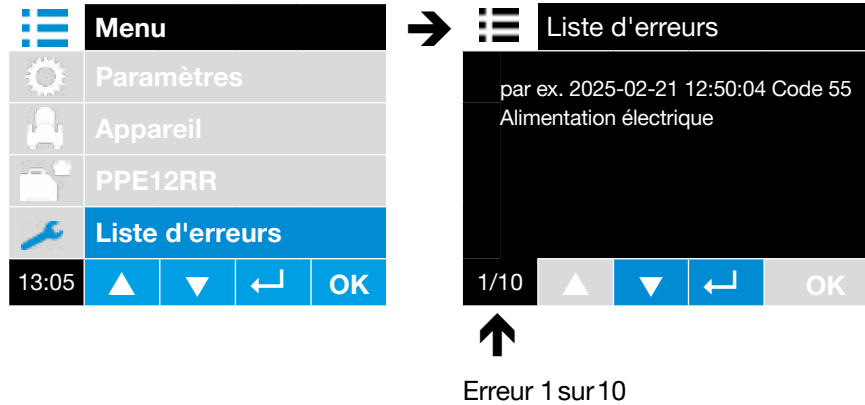 Menu
Paramètres
Appareil
PPE12RR
Liste d'erreurs
13:05
OK
Liste d'erreurs
par ex. 2025-02-21 12:50:04 Code 55
Alimentation électrique
1/10
OK
Erreur 1 sur 10